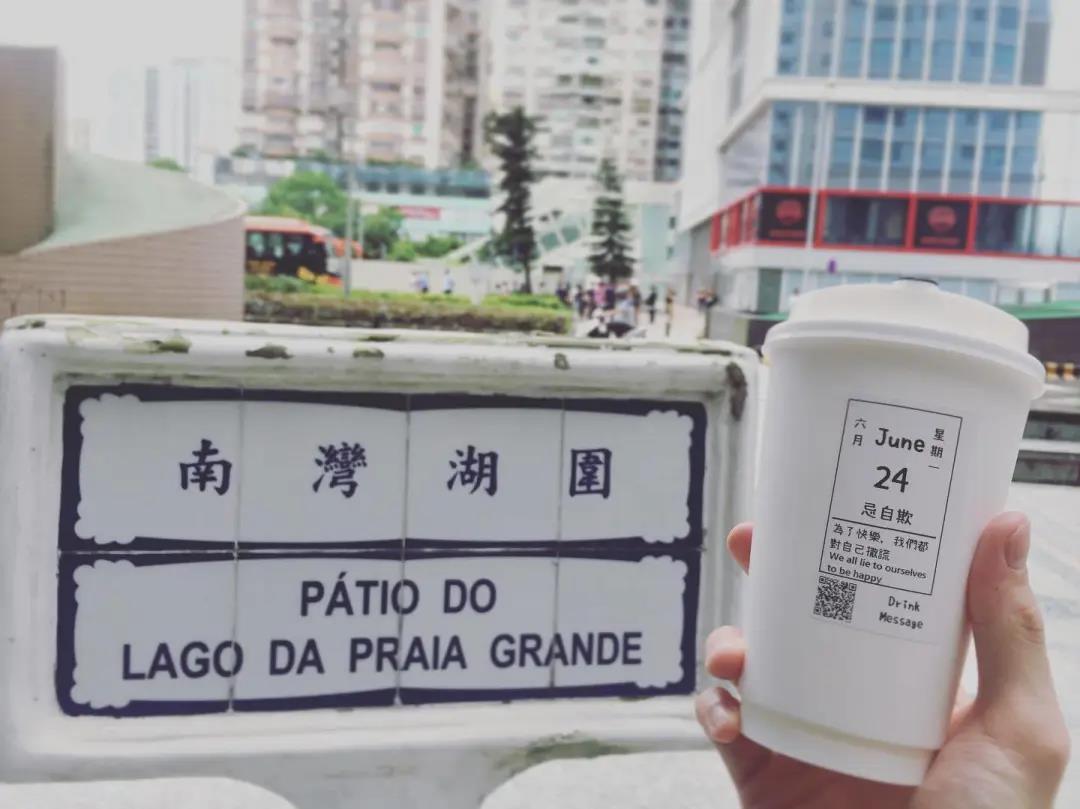 南灣湖圍
PÁTIO DO
LAGO DA PRAIA GRANDE
六月 June 星期一
24
忌自欺
為了快樂，我們都
對自己撒謊
We all lie to ourselves
to be happy
Drink
Message